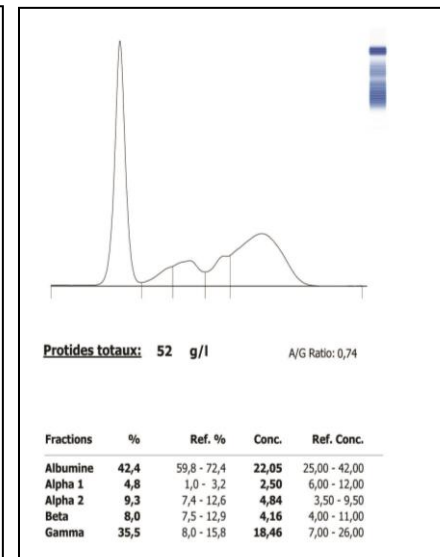 Protides totaux: 52 g/l A/G Ratio: 0,74
Fractions % Ref. % Conc. Ref. Conc.
Albumine 42,4 59,8 - 72,4 22,05 25,00 - 42,00
Alpha 1 4,8 1,0 - 3,2 2,50 6,00 - 12,00
Alpha 2 9,3 7,4 - 12,6 4,84 3,50 - 9,50
Beta 8,0 7,5 - 12,9 4,16 4,00 - 11,00
Gamma 35,5 8,0 - 15,8 18,46 7,00 - 26,00